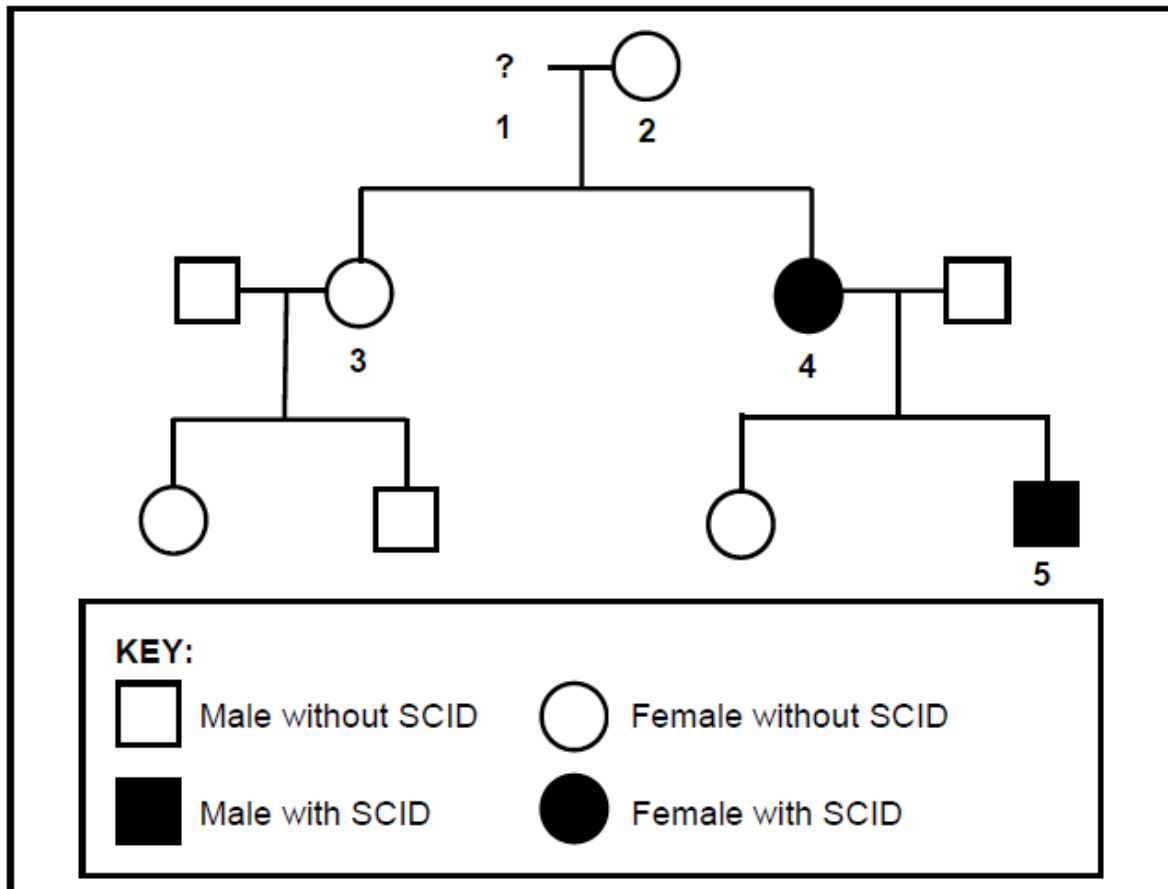 ?
1
2
3
4
5
KEY:
Male without SCID
Female without SCID
Male with SCID
Female with SCID